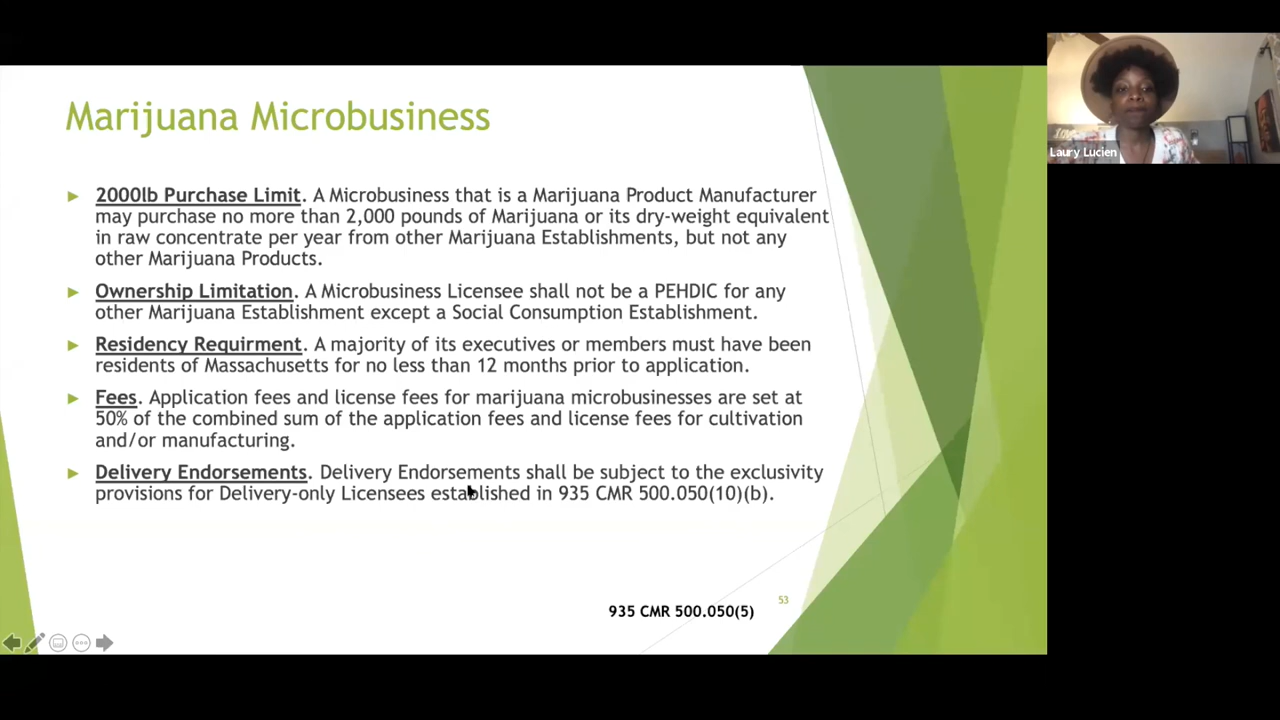 Marijuana Microbusiness
2000lb Purchase Limit. A Microbusiness that is a Marijuana Product Manufacturer
may purchase no more than 2,000 pounds of Marijuana or its dry-weight equivalent
in raw concentrate per year from other Marijuana Establishments, but not any
other Marijuana Products.
Ownership Limitation. A Microbusiness Licensee shall not be a PEHDIC for any
other Marijuana Establishment except a Social Consumption Establishment.
Residency Requirment. A majority of its executives or members must have been
residents of Massachusetts for no less than 12 months prior to application.
Fees. Application fees and license fees for marijuana microbusinesses are set at
50% of the combined sum of the application fees and license fees for cultivation
and/or manufacturing.
Delivery Endorsements. Delivery Endorsements shall be subject to the exclusivity
provisions for Delivery-only Licensees established in 935 CMR 500.050(10)(b).
53
935 CMR 500.050(5)
Laury Lucien